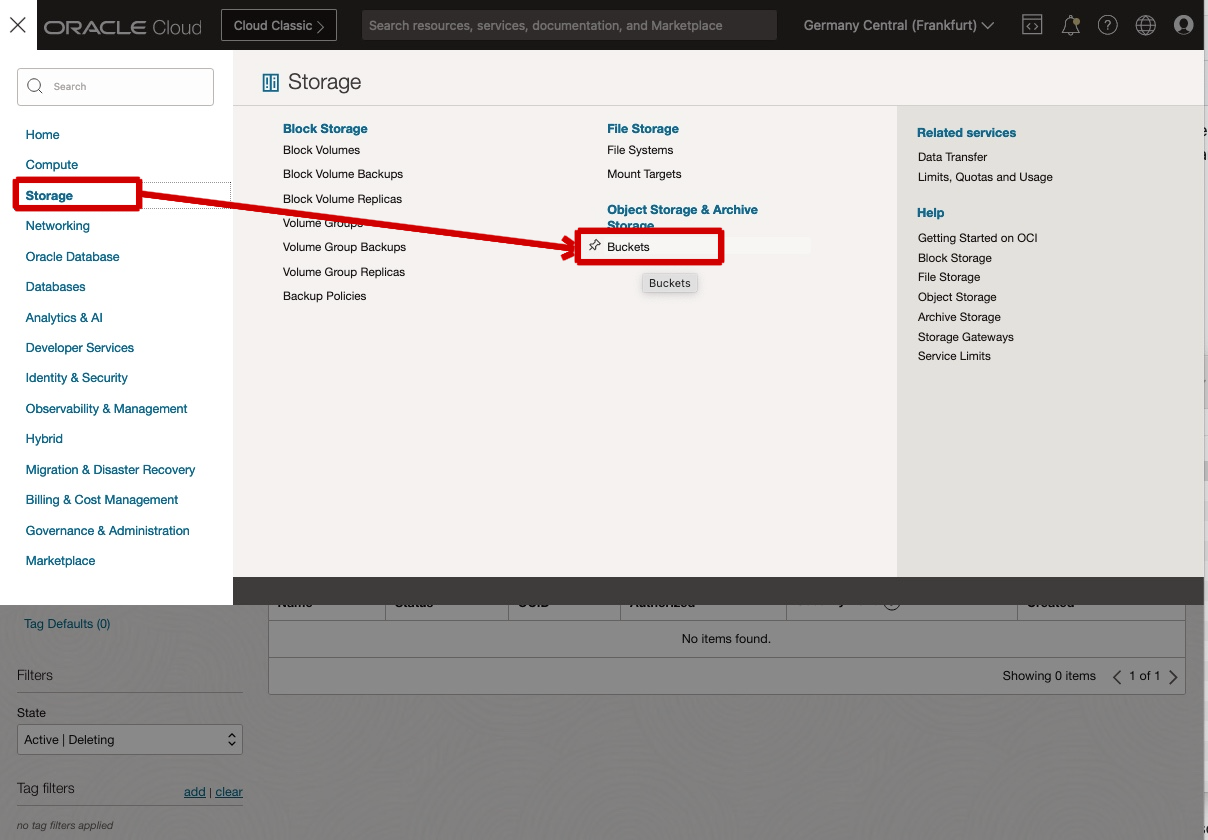 ORACLE Cloud
Cloud Classic
Search resources, services, documentation, and Marketplace
Germany Central (Frankfurt)
Search
Home
Compute
Storage
Networking
Oracle Database
Databases
Analytics & AI
Developer Services
Identity & Security
Observability & Management
Hybrid
Migration & Disaster Recovery
Billing & Cost Management
Governance & Administration
Marketplace
Storage
Block Storage
Block Volumes
Block Volume Backups
Block Volume Replicas
Volume Groups
Volume Group Backups
Volume Group Replicas
Backup Policies
File Storage
File Systems
Mount Targets
Object Storage & Archive
Storage
Buckets
Buckets
Related services
Data Transfer
Limits, Quotas and Usage
Help
Getting Started on OCI
Block Storage
File Storage
Object Storage
Archive Storage
Storage Gateways
Service Limits
Name Status OCID Authorized Created
No items found.
Showing 0 items 1 of 1
Tag Defaults (0)
Filters
State
Active | Deleting
Tag filters add | clear
no tag filters applied